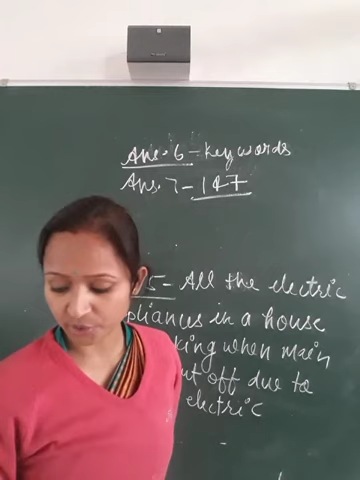 Ans. 6 - keywords
Ans. 7 - 147
5 - All the electric
pliances in a house
king when main
ut off due to
electric